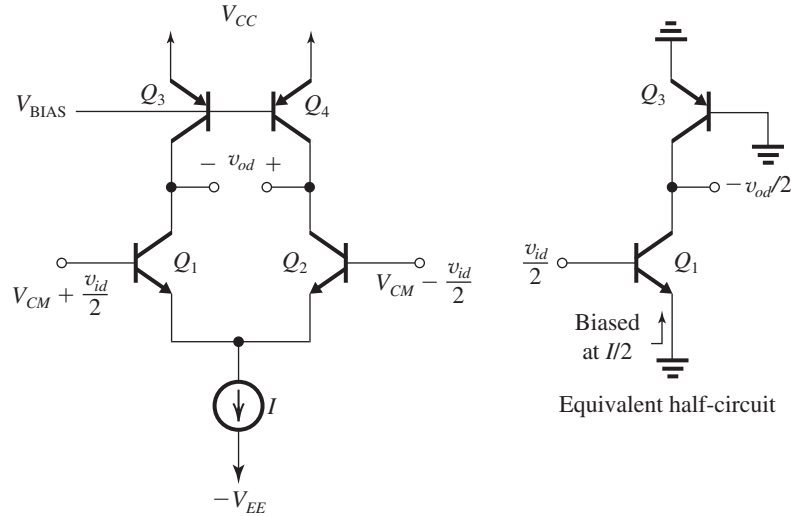 V_CC
Q_3
Q_4
V_BIAS
− v_od +
Q_1
Q_2
V_CM + v_id/2
V_CM − v_id/2
I
−V_EE
Q_3
−v_od/2
v_id/2
Q_1
Biased
at I/2
Equivalent half-circuit